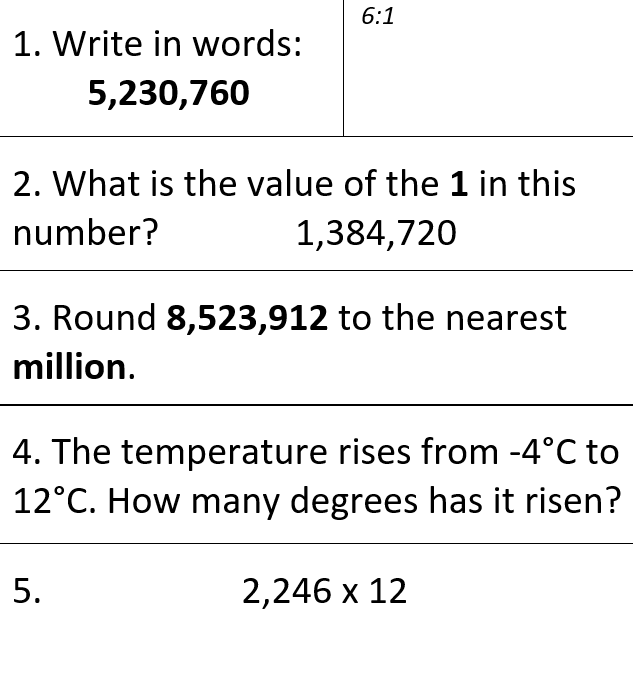 6:1
1. Write in words:
5,230,760
2. What is the value of the 1 in this
number? 1,384,720
3. Round 8,523,912 to the nearest
million.
4. The temperature rises from -4°C to
12°C. How many degrees has it risen?
5. 2,246 x 12